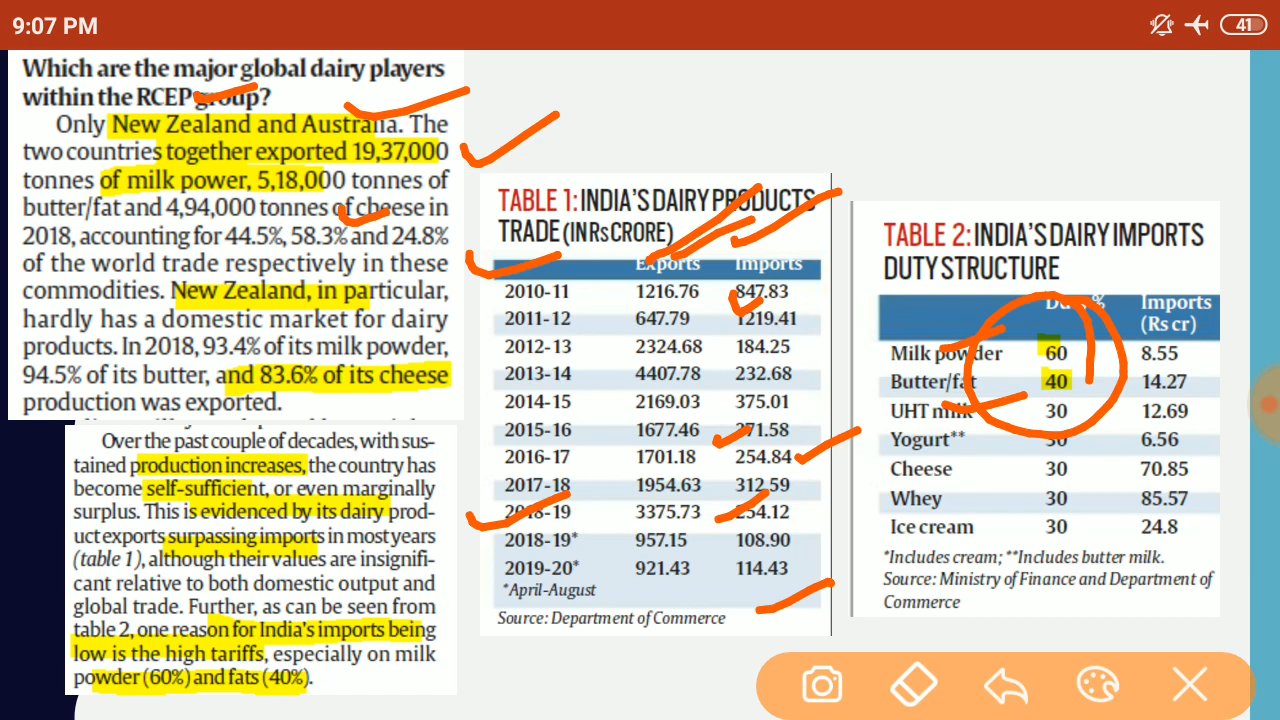 9:07 PM
41
Which are the major global dairy players
within the RCEP group?
Only New Zealand and Australia. The
two countries together exported 19,37,000
tonnes of milk power, 5,18,000 tonnes of
butter/fat and 4,94,000 tonnes of cheese in
2018, accounting for 44.5%, 58.3% and 24.8%
of the world trade respectively in these
commodities. New Zealand, in particular,
hardly has a domestic market for dairy
products. In 2018, 93.4% of its milk powder,
94.5% of its butter, and 83.6% of its cheese
production was exported.
Over the past couple of decades, with sus-
tained production increases, the country has
become self-sufficient, or even marginally
surplus. This is evidenced by its dairy prod-
uct exports surpassing imports in most years
(table 1), although their values are insignifi-
cant relative to both domestic output and
global trade. Further, as can be seen from
table 2, one reason for India's imports being
low is the high tariffs, especially on milk
powder (60%) and fats (40%).
TABLE 1: INDIA'S DAIRY PRODUCTS
TRADE (IN Rs CRORE)
Exports Imports
2010-11 1216.76 847.83
2011-12 647.79 1219.41
2012-13 2324.68 184.25
2013-14 4407.78 232.68
2014-15 2169.03 375.01
2015-16 1677.46 371.58
2016-17 1701.18 254.84
2017-18 1954.63 312.59
2018-19 3375.73 254.12
2018-19* 957.15 108.90
2019-20* 921.43 114.43
*April-August
Source: Department of Commerce
TABLE 2: INDIA'S DAIRY IMPORTS
DUTY STRUCTURE
Duty % Imports
(Rs cr)
Milk powder 60 8.55
Butter/fat 40 14.27
UHT milk* 30 12.69
Yogurt** 30 6.56
Cheese 30 70.85
Whey 30 85.57
Ice cream 30 24.8
*Includes cream; **Includes butter milk.
Source: Ministry of Finance and Department of
Commerce